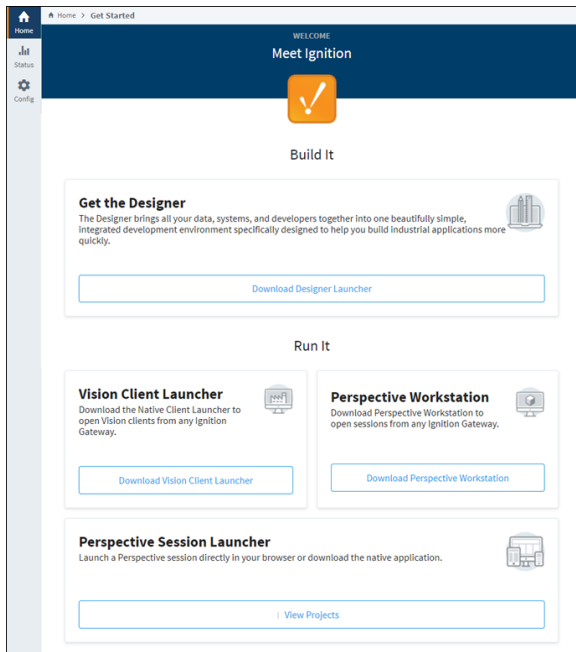 Home > Get Started
Home
Status
Config
WELCOME
Meet Ignition
Build It
Get the Designer
The Designer brings all your data, systems, and developers together into one beautifully simple,
integrated development environment specifically designed to help you build industrial applications more
quickly.
Download Designer Launcher
Run It
Vision Client Launcher
Download the Native Client Launcher to
open Vision clients from any Ignition
Gateway.
Download Vision Client Launcher
Perspective Workstation
Download Perspective Workstation to
open sessions from any Ignition Gateway.
Download Perspective Workstation
Perspective Session Launcher
Launch a Perspective session directly in your browser or download the native application.
View Projects